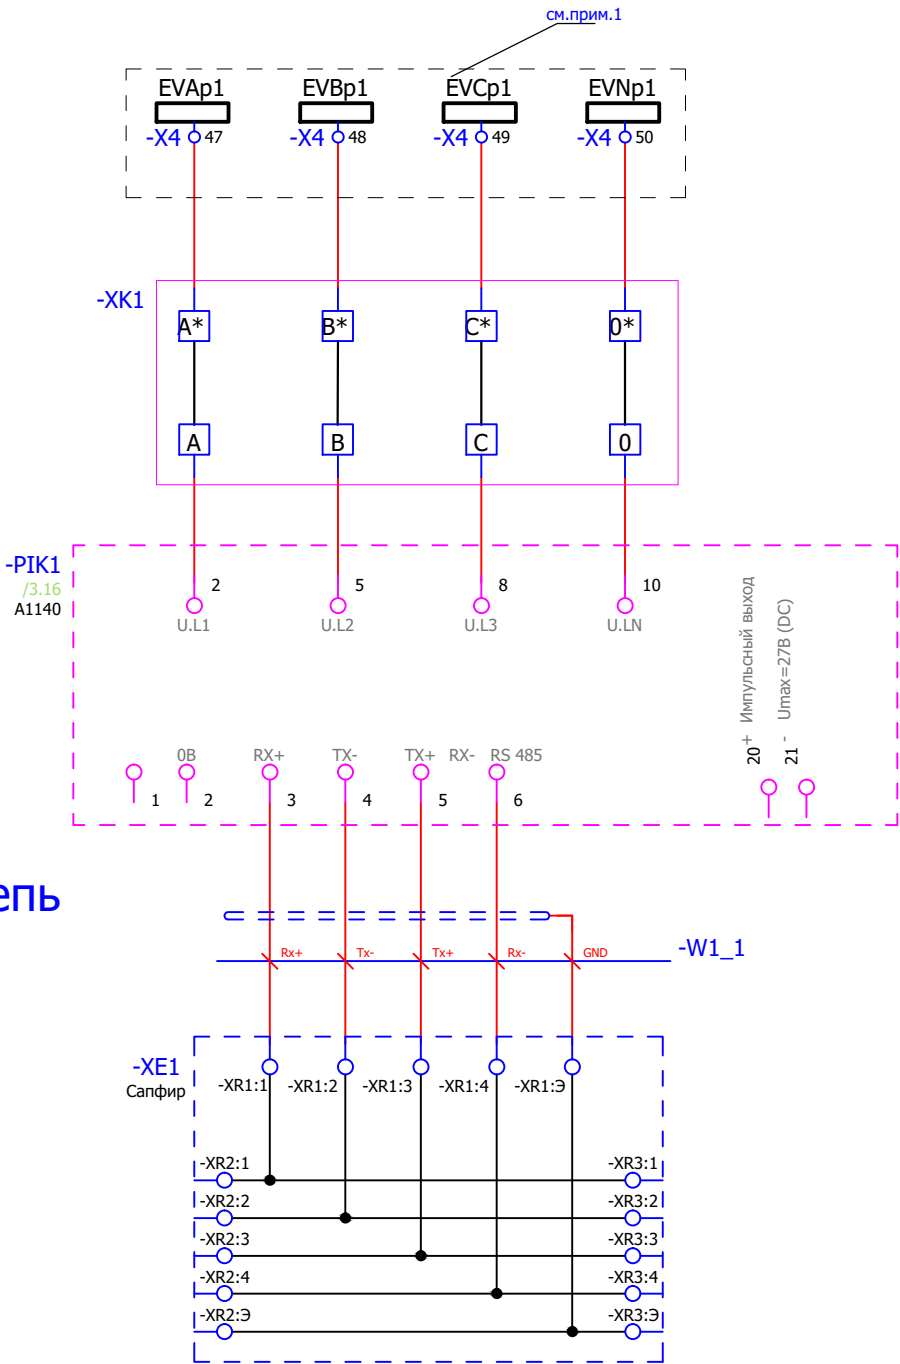 см.прим.1
EVAp1 EVBp1 EVCp1 EVNp1
-X4 47 -X4 48 -X4 49 -X4 50
-XK1
A* B* C* 0*
A B C 0
-PIK1
/3.16
A1140
2 5 8 10
U.L1 U.L2 U.L3 U.LN
20 + Импульсный выход
21 - Umax=27В (DC)
0В RX+ TX- TX+ RX- RS 485
1 2 3 4 5 6
епь
Rx+ Tx- Tx+ Rx- GND
-W1_1
-XE1
Сапфир
-XR1:1 -XR1:2 -XR1:3 -XR1:4 -XR1:Э
-XR2:1 -XR3:1
-XR2:2 -XR3:2
-XR2:3 -XR3:3
-XR2:4 -XR3:4
-XR2:Э -XR3:Э